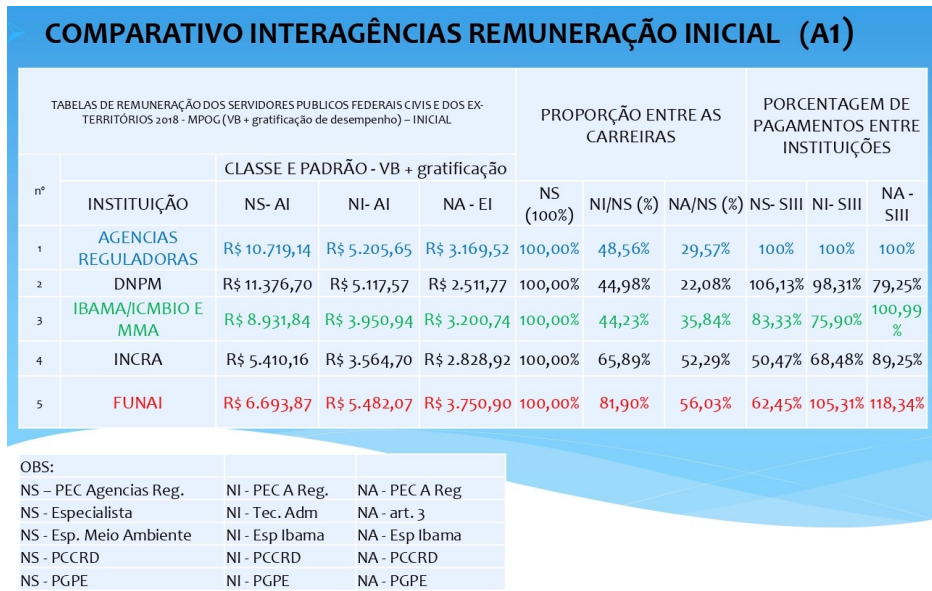 COMPARATIVO INTERAGÊNCIAS REMUNERAÇÃO INICIAL (A1)
TABELAS DE REMUNERAÇÃO DOS SERVIDORES PUBLICOS FEDERAIS CIVIS E DOS EX-
TERRITÓRIOS 2018 - MPOG (VB + gratificação de desempenho) – INICIAL
PROPORÇÃO ENTRE AS
CARREIRAS
PORCENTAGEM DE
PAGAMENTOS ENTRE
INSTITUIÇÕES
CLASSE E PADRÃO - VB + gratificação
n° INSTITUIÇÃO NS- AI NI- AI NA - EI NS (100%) NI/NS (%) NA/NS (%) NS- SIII NI- SIII NA - SIII
1 AGENCIAS REGULADORAS R$ 10.719,14 R$ 5.205,65 R$ 3.169,52 100,00% 48,56% 29,57% 100% 100% 100%
2 DNPM R$ 11.376,70 R$ 5.117,57 R$ 2.511,77 100,00% 44,98% 22,08% 106,13% 98,31% 79,25%
3 IBAMA/ICMBIO E MMA R$ 8.931,84 R$ 3.950,94 R$ 3.200,74 100,00% 44,23% 35,84% 83,33% 75,90% 100,99%
4 INCRA R$ 5.410,16 R$ 3.564,70 R$ 2.828,92 100,00% 65,89% 52,29% 50,47% 68,48% 89,25%
5 FUNAI R$ 6.693,87 R$ 5.482,07 R$ 3.750,90 100,00% 81,90% 56,03% 62,45% 105,31% 118,34%
OBS:
NS – PEC Agencias Reg. NI - PEC A Reg. NA - PEC A Reg
NS - Especialista NI - Tec. Adm NA - art. 3
NS - Esp. Meio Ambiente NI - Esp Ibama NA - Esp Ibama
NS - PCCRD NI - PCCRD NA - PCCRD
NS - PGPE NI - PGPE NA - PGPE